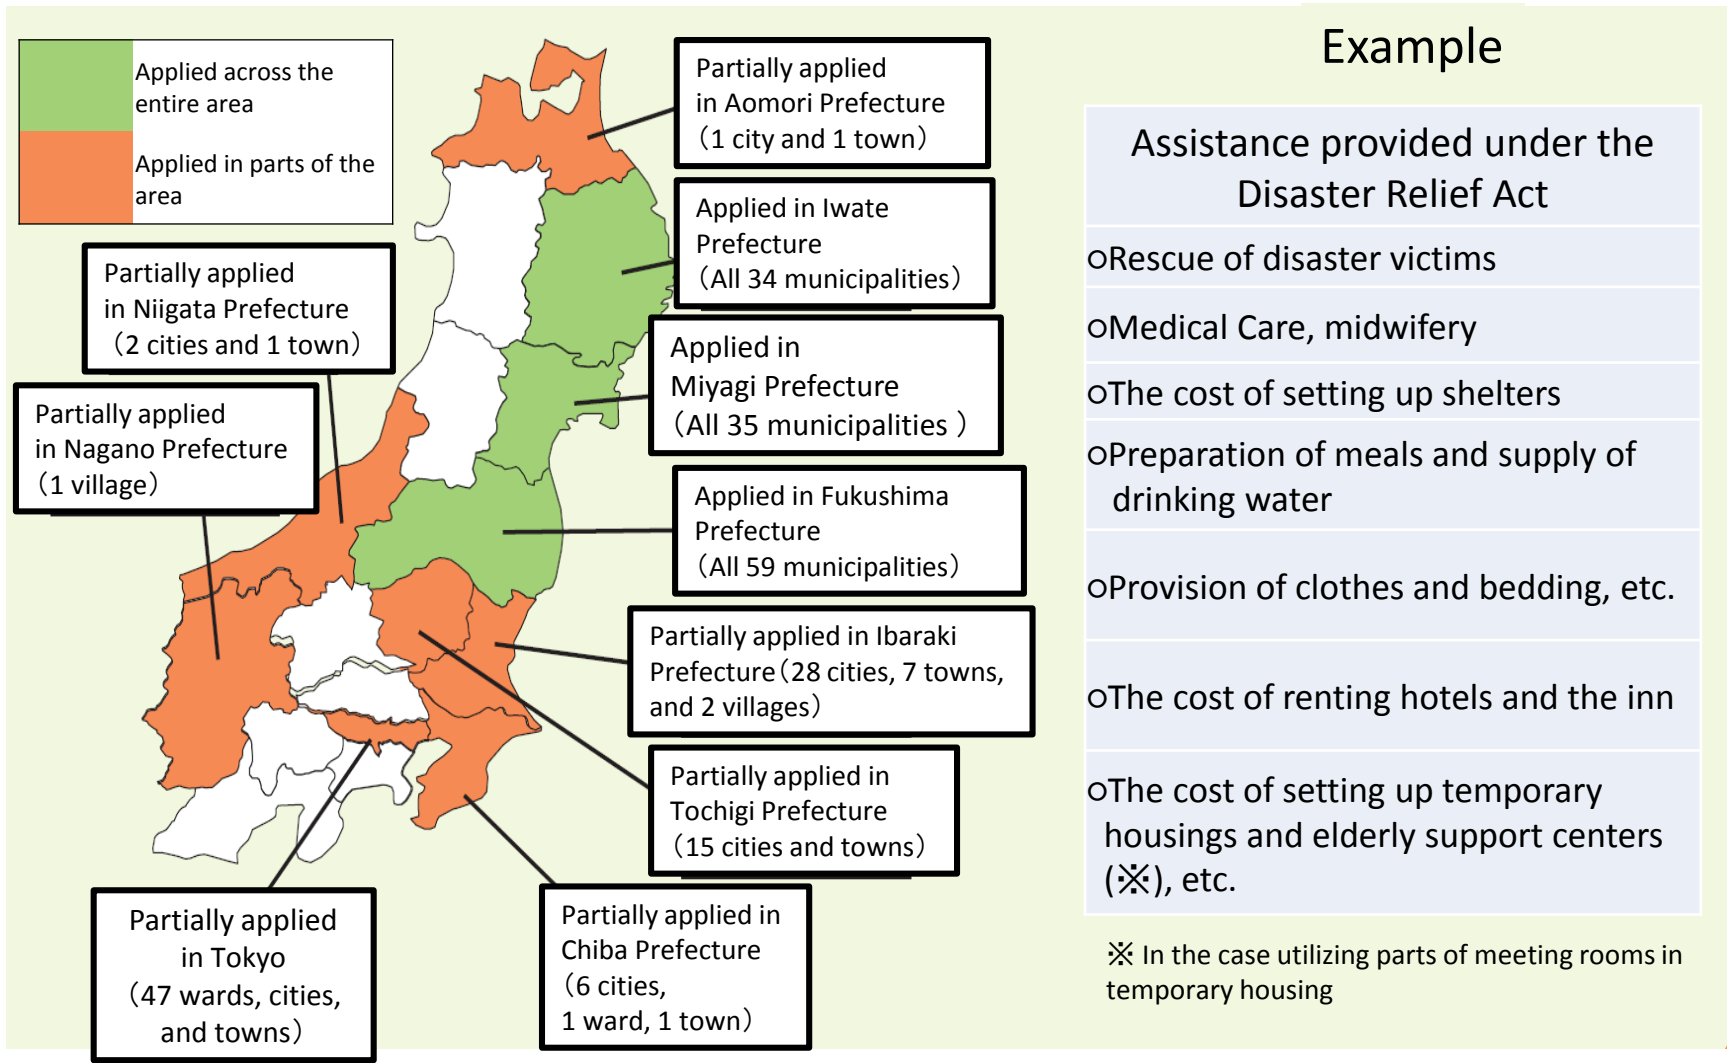 Applied across the
entire area
Applied in parts of the
area
Partially applied
in Aomori Prefecture
（1 city and 1 town）
Applied in Iwate
Prefecture
（All 34 municipalities）
Partially applied
in Niigata Prefecture
（2 cities and 1 town）
Applied in
Miyagi Prefecture
（All 35 municipalities ）
Partially applied
in Nagano Prefecture
（1 village）
Applied in Fukushima
Prefecture
（All 59 municipalities）
Partially applied in Ibaraki
Prefecture（28 cities, 7 towns,
and 2 villages）
Partially applied in
Tochigi Prefecture
（15 cities and towns）
Partially applied
in Tokyo
（47 wards, cities,
and towns）
Partially applied in
Chiba Prefecture
（6 cities,
1 ward, 1 town）
Example
Assistance provided under the
Disaster Relief Act
○Rescue of disaster victims
○Medical Care, midwifery
○The cost of setting up shelters
○Preparation of meals and supply of
drinking water
○Provision of clothes and bedding, etc.
○The cost of renting hotels and the inn
○The cost of setting up temporary
housings and elderly support centers
(※), etc.
※ In the case utilizing parts of meeting rooms in
temporary housing